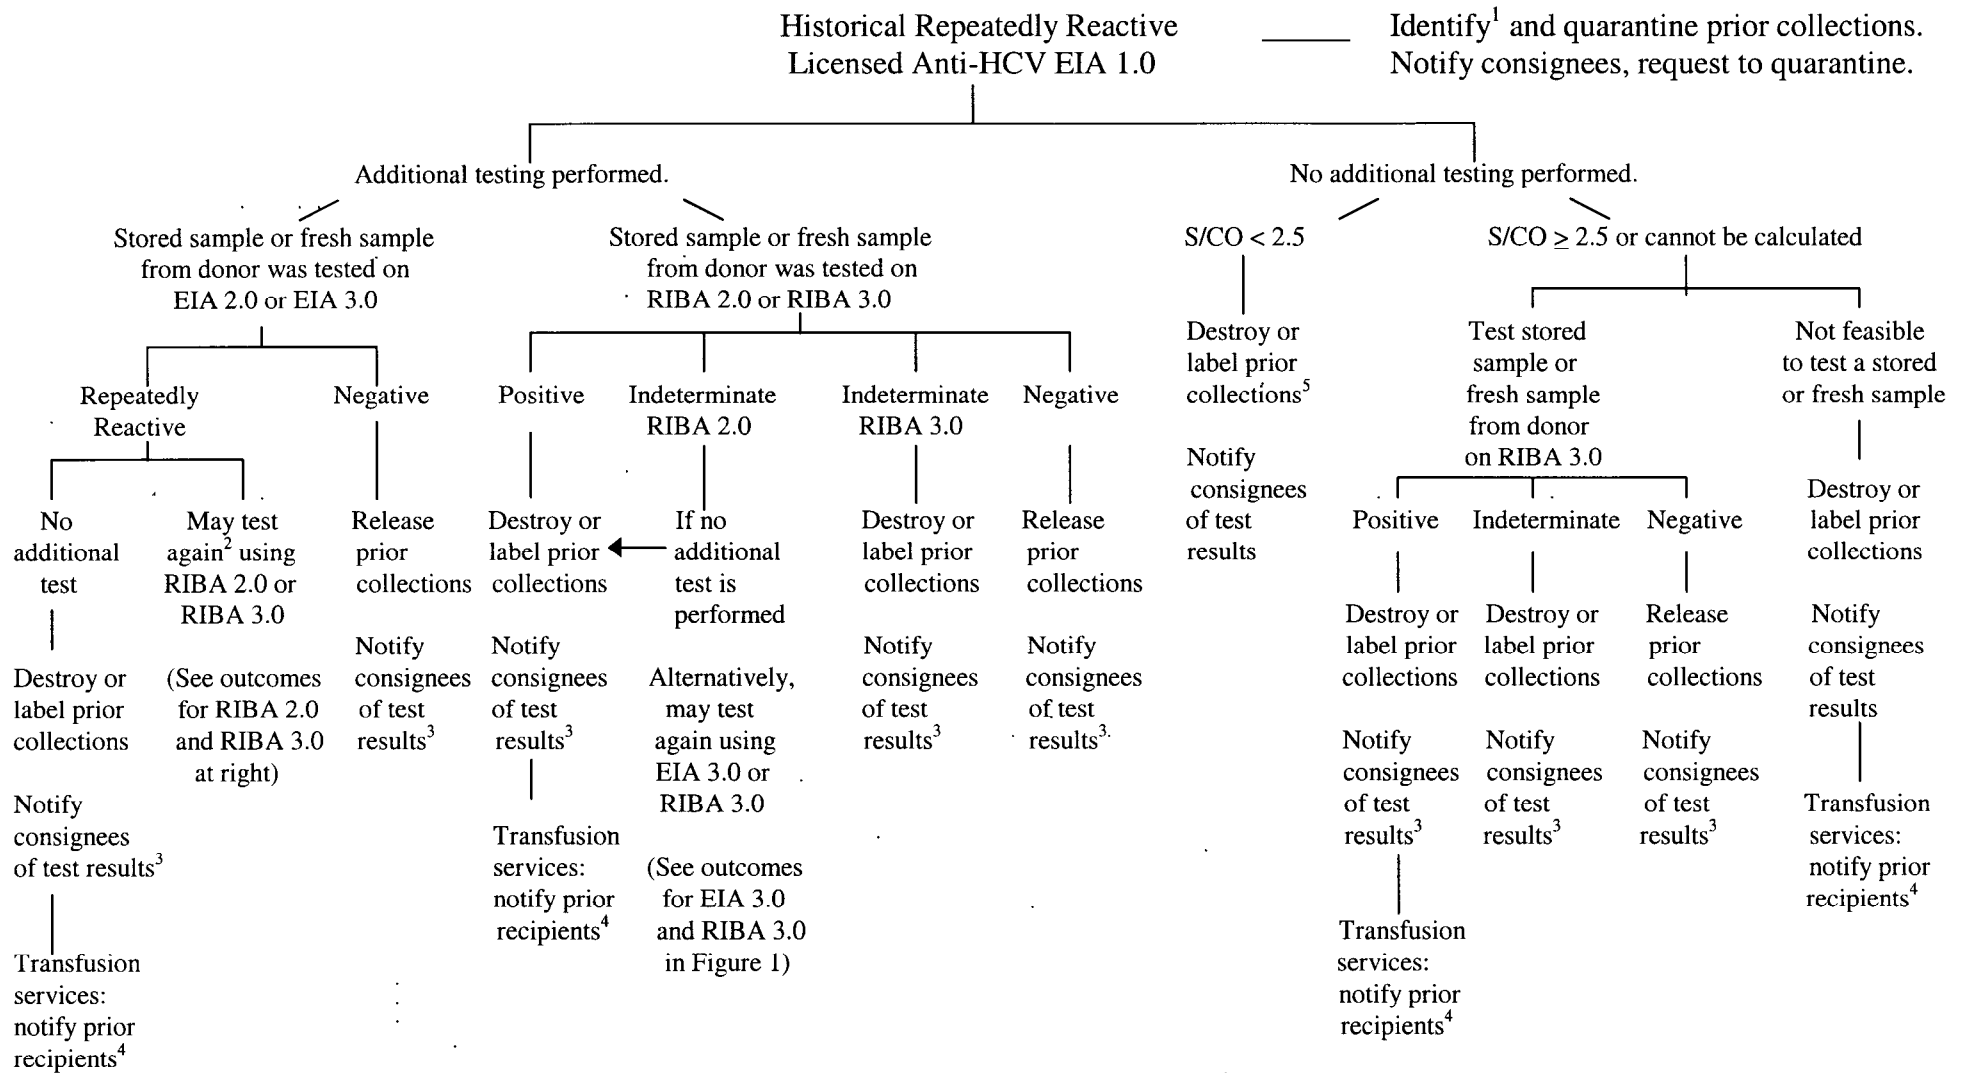 Historical Repeatedly Reactive
Licensed Anti-HCV EIA 1.0
Identify¹ and quarantine prior collections.
Notify consignees, request to quarantine.
Additional testing performed.
No additional testing performed.
Stored sample or fresh sample
from donor was tested on
EIA 2.0 or EIA 3.0
Stored sample or fresh sample
from donor was tested on
RIBA 2.0 or RIBA 3.0
S/CO < 2.5
S/CO ≥ 2.5 or cannot be calculated
Repeatedly
Reactive
Negative
Positive
Indeterminate
RIBA 2.0
Indeterminate
RIBA 3.0
Negative
Destroy or
label prior
collections⁵
Notify
consignees
of test
results
Test stored
sample or
fresh sample
from donor
on RIBA 3.0
Not feasible
to test a stored
or fresh sample
No
additional
test
Destroy or
label prior
collections
Notify
consignees
of test results³
Transfusion
services:
notify prior
recipients⁴
May test
again² using
RIBA 2.0 or
RIBA 3.0
(See outcomes
for RIBA 2.0
and RIBA 3.0
at right)
Release
prior
collections
Notify
consignees
of test
results³
Destroy or
label prior
collections
Notify
consignees
of test
results³
Transfusion
services:
notify prior
recipients⁴
If no
additional
test is
performed
Alternatively,
may test
again using
EIA 3.0 or
RIBA 3.0
(See outcomes
for EIA 3.0
and RIBA 3.0
in Figure 1)
Destroy or
label prior
collections
Notify
consignees
of test
results³
Release
prior
collections
Notify
consignees
of test
results³
Positive
Destroy or
label prior
collections
Notify
consignees
of test
results³
Transfusion
services:
notify prior
recipients⁴
Indeterminate
Destroy or
label prior
collections
Notify
consignees
of test
results³
Negative
Release
prior
collections
Notify
consignees
of test
results³
Destroy or
label prior
collections
Notify
consignees
of test
results
Transfusion
services:
notify prior
recipients⁴